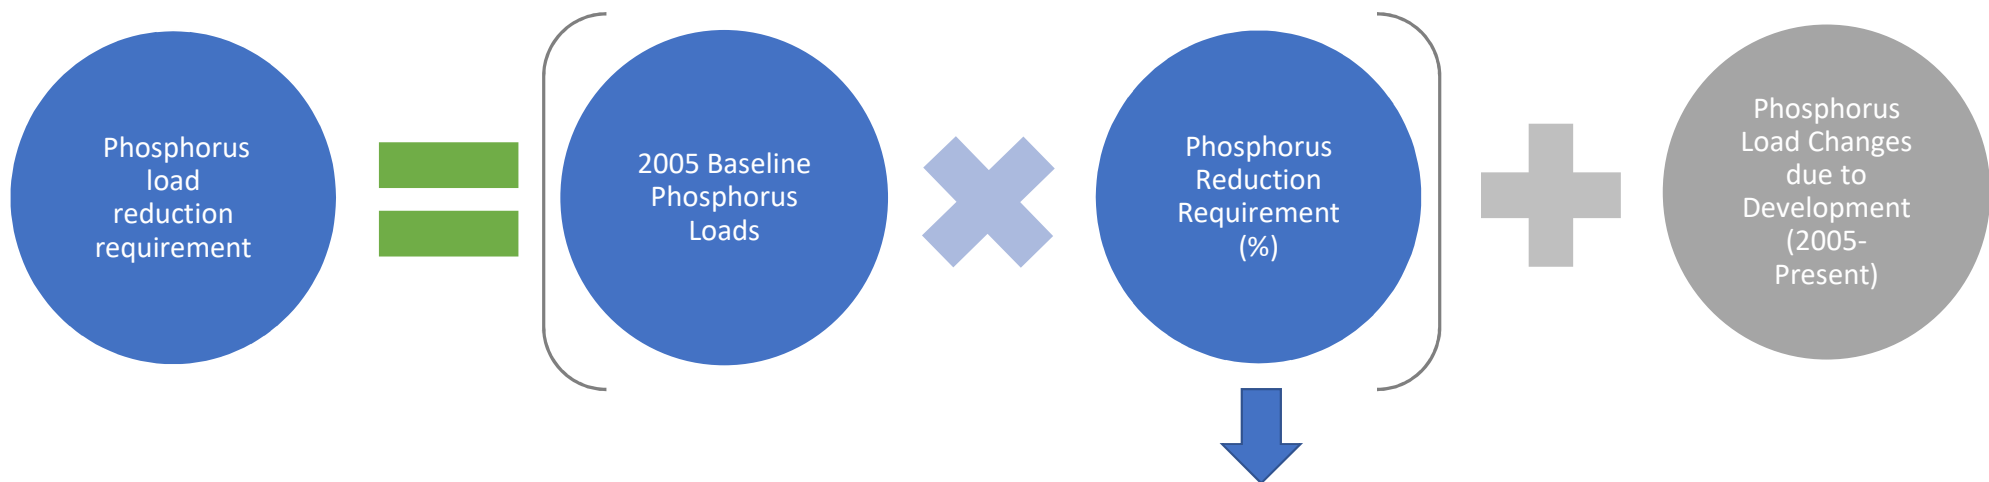 Phosphorus
load
reduction
requirement
2005 Baseline
Phosphorus
Loads
Phosphorus
Reduction
Requirement
(%)
Phosphorus
Load Changes
due to
Development
(2005-
Present)